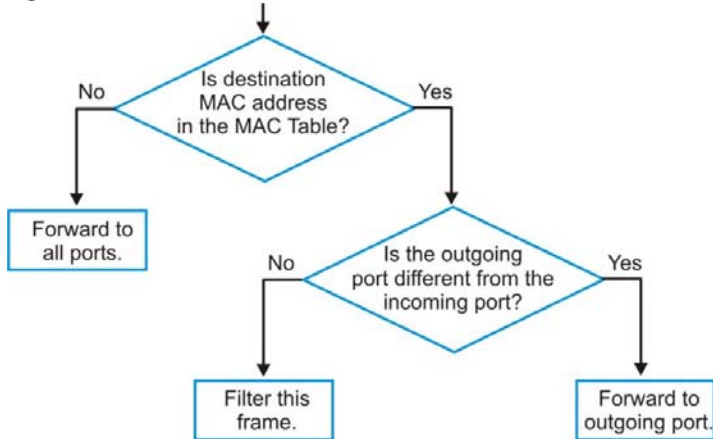 Is destination
MAC address
in the MAC Table?
No
Yes
Forward to
all ports.
Is the outgoing
port different from the
incoming port?
No
Yes
Filter this
frame.
Forward to
outgoing port.